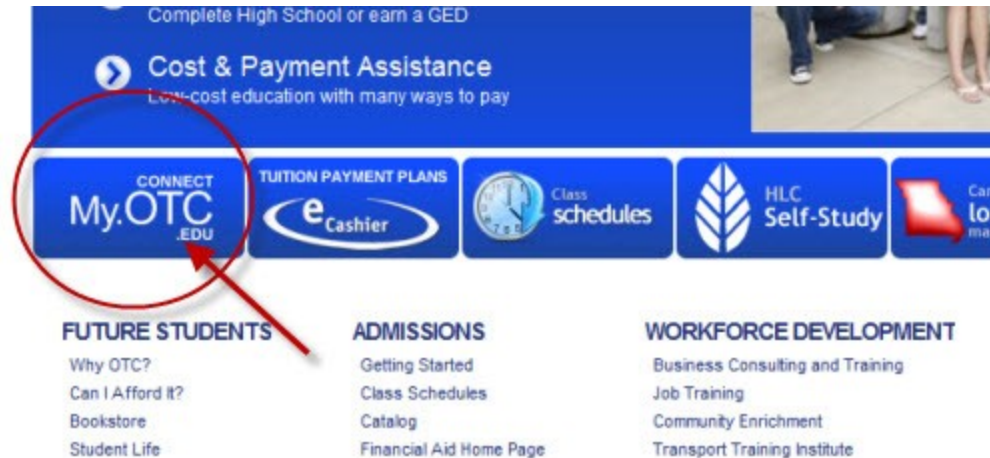 Complete High School or earn a GED
Cost & Payment Assistance
Low-cost education with many ways to pay
CONNECT
My.OTC
.EDU
TUITION PAYMENT PLANS
e
Cashier
Class
schedules
HLC
Self-Study
FUTURE STUDENTS
Why OTC?
Can I Afford It?
Bookstore
Student Life
ADMISSIONS
Getting Started
Class Schedules
Catalog
Financial Aid Home Page
WORKFORCE DEVELOPMENT
Business Consulting and Training
Job Training
Community Enrichment
Transport Training Institute